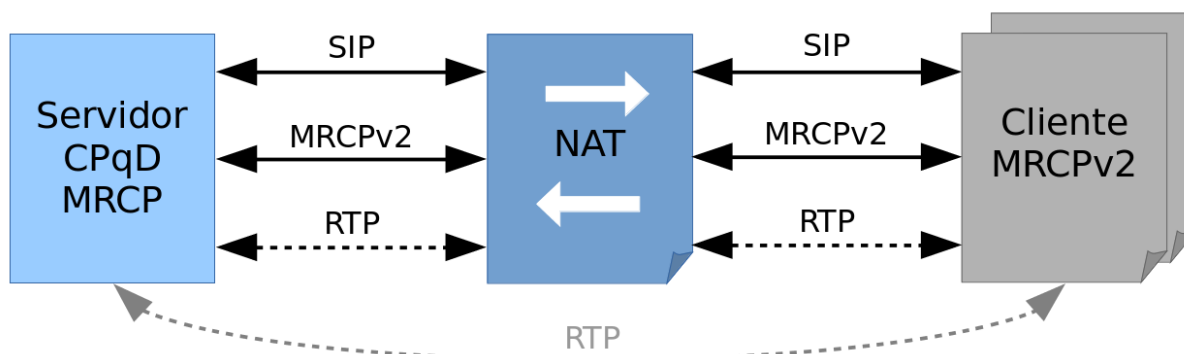 SIP
SIP
Servidor
CPqD
MRCP
MRCPv2
NAT
MRCPv2
Cliente
MRCPv2
RTP
RTP
RTP